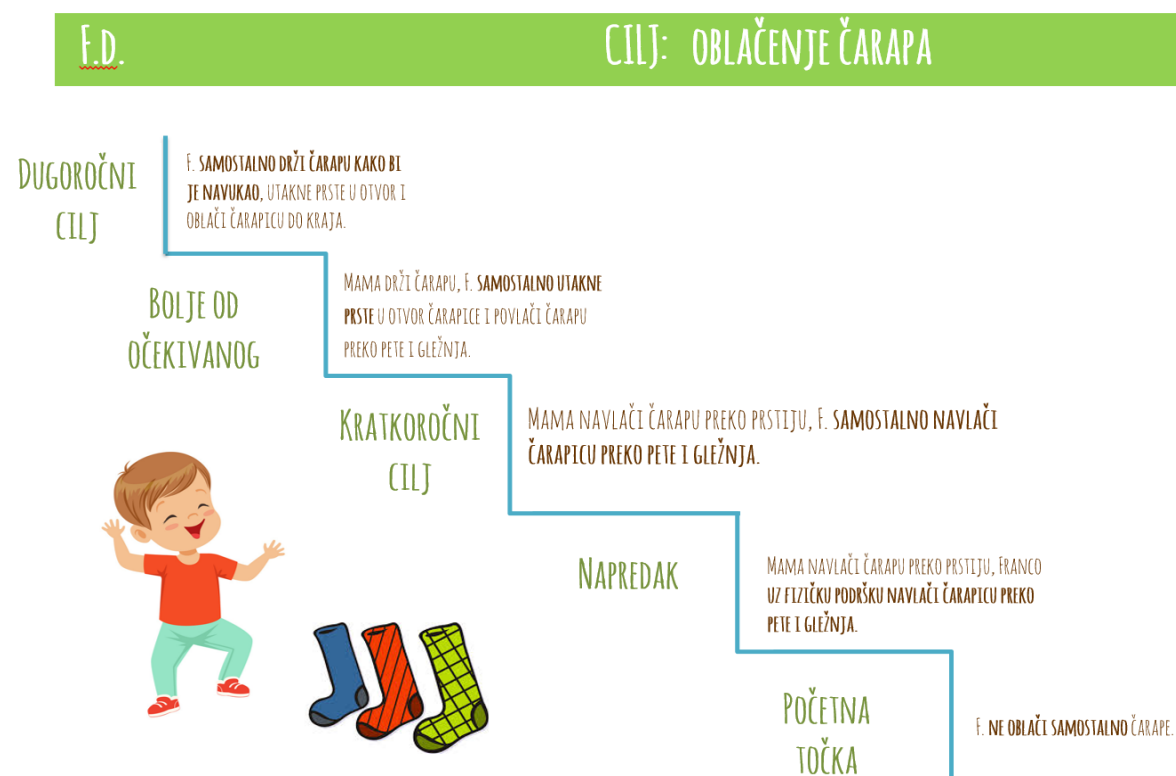 F.D.
CILJ: OBLAČENJE ČARAPA
DUGOROČNI
CILJ
F. SAMOSTALNO DRŽI ČARAPU KAKO BI
JE NAVUKAO, UTAKNE PRSTE U OTVOR I
OBLAČI ČARAPICU DO KRAJA.
BOLJE OD
OČEKIVANOG
MAMA DRŽI ČARAPU, F. SAMOSTALNO UTAKNE
PRSTE U OTVOR ČARAPICE I POVLAČI ČARAPU
PREKO PETE I GLEŽNJA.
KRATKOROČNI
CILJ
MAMA NAVLAČI ČARAPU PREKO PRSTIJU, F. SAMOSTALNO NAVLAČI
ČARAPICU PREKO PETE I GLEŽNJA.
NAPREDAK
MAMA NAVLAČI ČARAPU PREKO PRSTIJU, FRANCO
UZ FIZIČKU PODRŠKU NAVLAČI ČARAPICU PREKO
PETE I GLEŽNJA.
POČETNA
TOČKA
F. NE OBLAČI SAMOSTALNO ČARAPE.